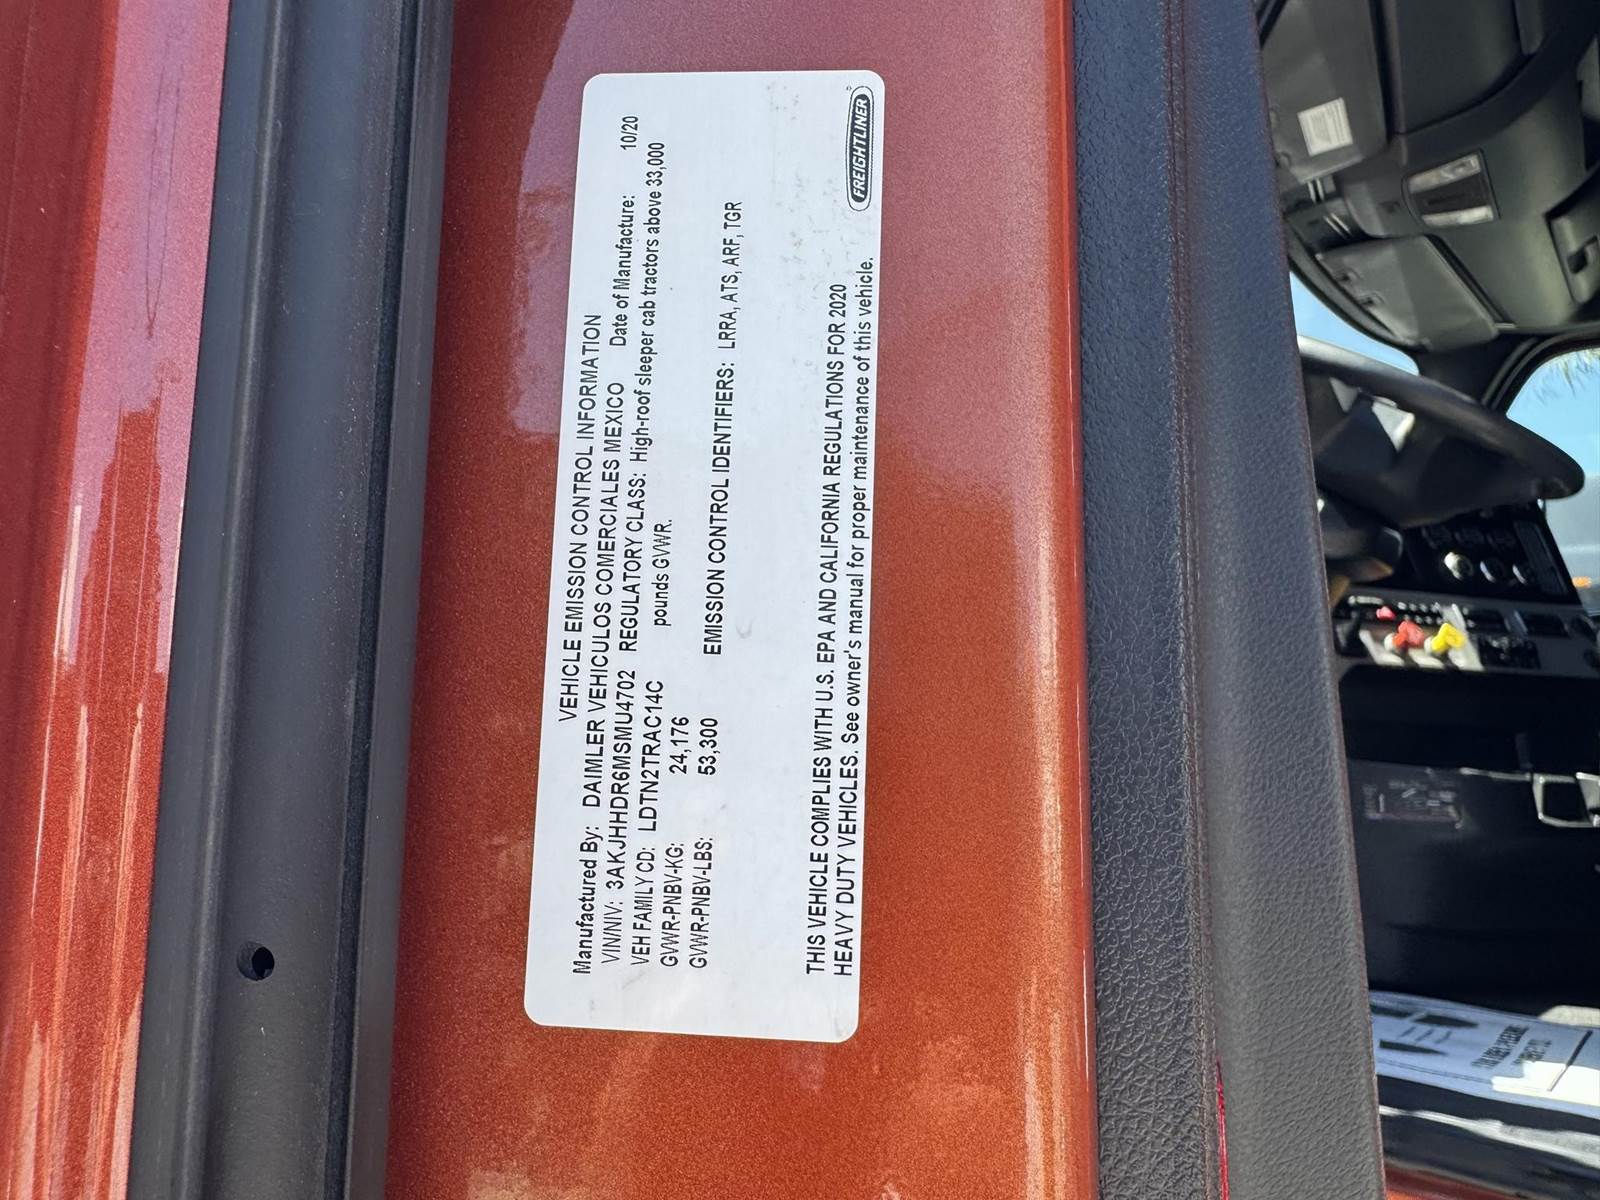 VEHICLE EMISSION CONTROL INFORMATION
Manufactured By: DAIMLER VEHICULOS COMERCIALES MEXICO Date of Manufacture: 10/20
VIN/NIV: 3AKJHHDR6MSMU4702 REGULATORY CLASS: High-roof sleeper cab tractors above 33,000
VEH FAMILY CD: LDTN2TRAC14C pounds GVWR.
GVWR-PNBV-KG: 24,176
GVWR-PNBV-LBS: 53,300 EMISSION CONTROL IDENTIFIERS: LRRA, ATS, ARF, TGR
THIS VEHICLE COMPLIES WITH U.S. EPA AND CALIFORNIA REGULATIONS FOR 2020
HEAVY DUTY VEHICLES. See owner's manual for proper maintenance of this vehicle.
FREIGHTLINER